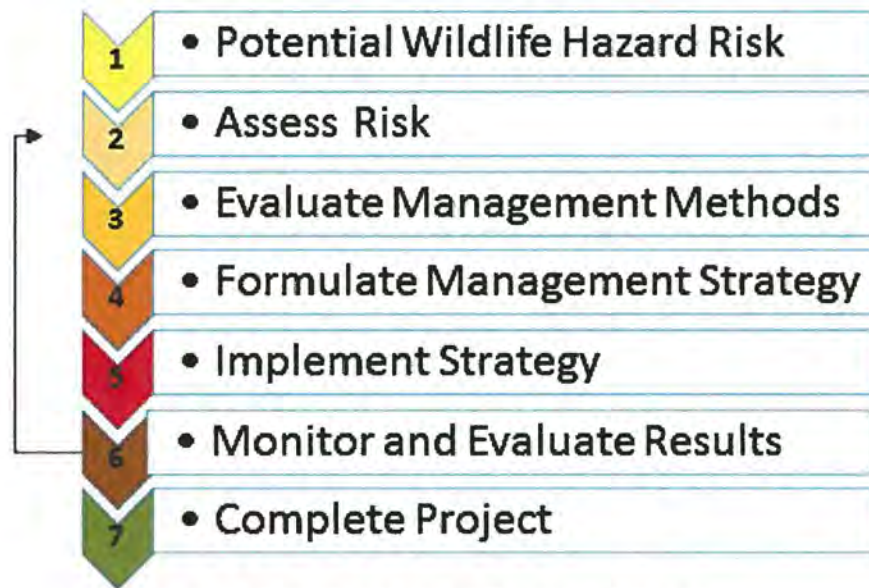 1 • Potential Wildlife Hazard Risk
2 • Assess Risk
3 • Evaluate Management Methods
4 • Formulate Management Strategy
5 • Implement Strategy
6 • Monitor and Evaluate Results
7 • Complete Project